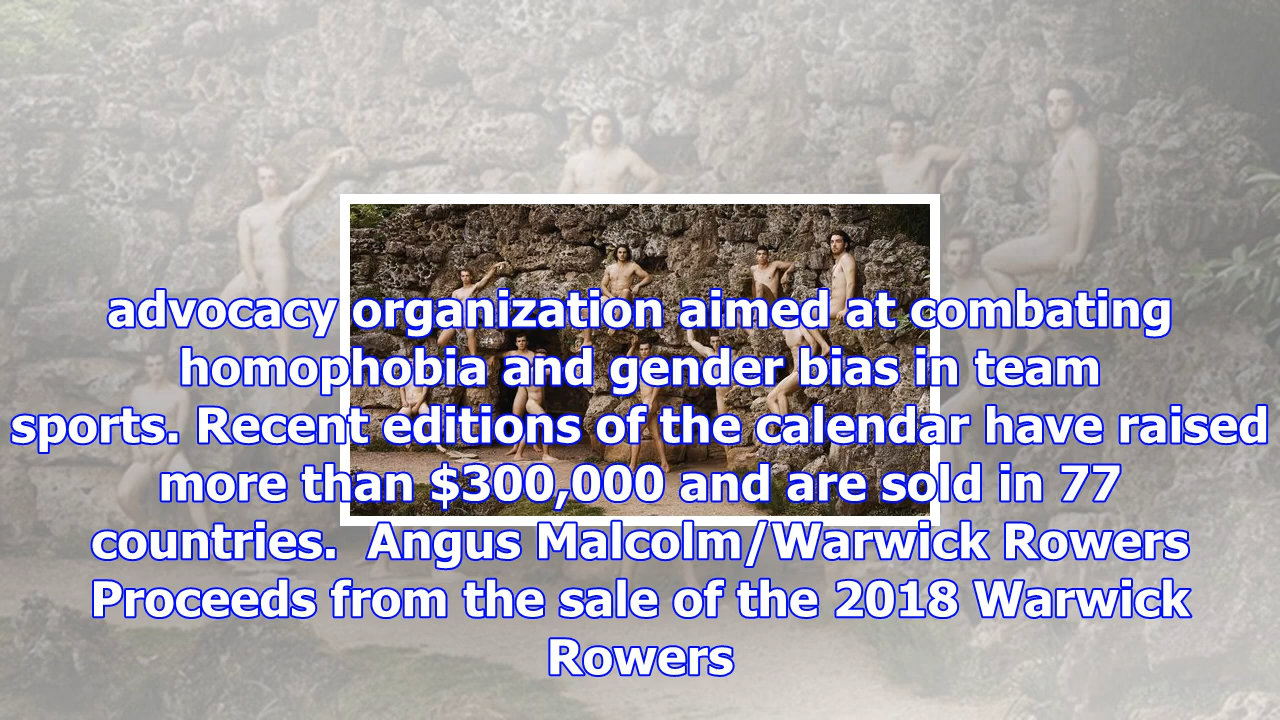 advocacy organization aimed at combating
homophobia and gender bias in team
sports. Recent editions of the calendar have raised
more than $300,000 and are sold in 77
countries.  Angus Malcolm/Warwick Rowers
Proceeds from the sale of the 2018 Warwick
Rowers